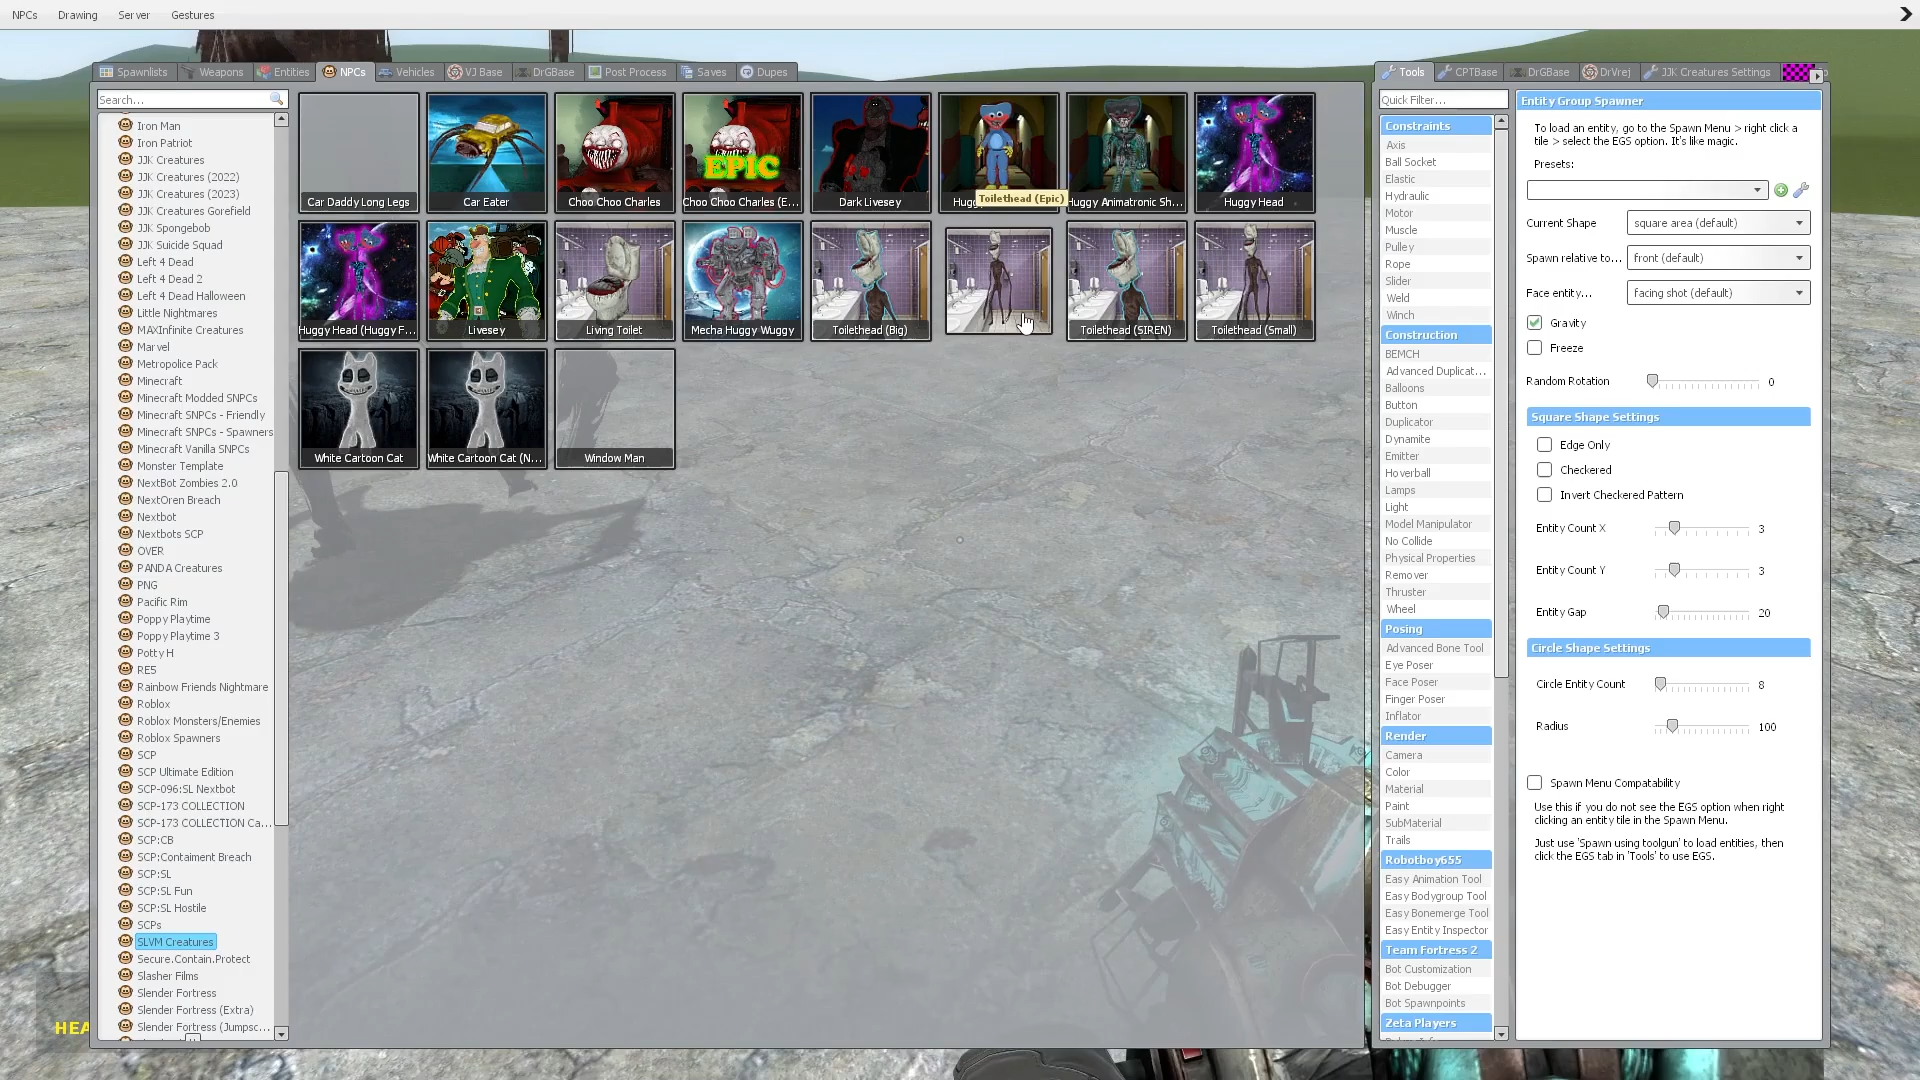 NPCs Drawing Server Gestures
Spawnlists Weapons Entities NPCs Vehicles VJ Base DrGBase Post Process Saves Dupes
Search...
Iron Man
Iron Patriot
JJK Creatures
JJK Creatures (2022)
JJK Creatures (2023)
JJK Creatures Gorefield
JJK Spongebob
JJK Suicide Squad
Left 4 Dead
Left 4 Dead 2
Left 4 Dead Halloween
Little Nightmares
MAXInfinite Creatures
Marvel
Metropolice Pack
Minecraft
Minecraft Modded SNPCs
Minecraft SNPCs - Friendly
Minecraft SNPCs - Spawners
Minecraft Vanilla SNPCs
Monster Template
NextBot Zombies 2.0
NextOren Breach
Nextbot
Nextbots SCP
OVER
PANDA Creatures
PNG
Pacific Rim
Poppy Playtime
Poppy Playtime 3
Potty H
RE5
Rainbow Friends Nightmare
Roblox
Roblox Monsters/Enemies
Roblox Spawners
SCP
SCP Ultimate Edition
SCP-096:SL Nextbot
SCP-173 COLLECTION
SCP-173 COLLECTION Ca...
SCP:CB
SCP:Contaiment Breach
SCP:SL
SCP:SL Fun
SCP:SL Hostile
SCPs
SLVM Creatures
Secure.Contain.Protect
Slasher Films
Slender Fortress
Slender Fortress (Extra)
Slender Fortress (Jumpsc...
HEA
EPIC
Car Daddy Long Legs Car Eater Choo Choo Charles Choo Choo Charles (E... Dark Livesey Hugg Huggy Animatronic Sh... Huggy Head
Toilethead (Epic)
Huggy Head (Huggy F... Livesey Living Toilet Mecha Huggy Wuggy Toilethead (Big) Toilethead (SIREN) Toilethead (Small)
White Cartoon Cat White Cartoon Cat (N... Window Man
Tools CPTBase DrGBase DrVrej JJK Creatures Settings
Quick Filter...
Constraints
Axis
Ball Socket
Elastic
Hydraulic
Motor
Muscle
Pulley
Rope
Slider
Weld
Winch
Construction
BEMCH
Advanced Duplicat...
Balloons
Button
Duplicator
Dynamite
Emitter
Hoverball
Lamps
Light
Model Manipulator
No Collide
Physical Properties
Remover
Thruster
Wheel
Posing
Advanced Bone Tool
Eye Poser
Face Poser
Finger Poser
Inflator
Render
Camera
Color
Material
Paint
SubMaterial
Trails
Robotboy655
Easy Animation Tool
Easy Bodygroup Tool
Easy Bonemerge Tool
Easy Entity Inspector
Team Fortress 2
Bot Customization
Bot Debugger
Bot Spawnpoints
Zeta Players
Entity Group Spawner
To load an entity, go to the Spawn Menu > right click a
tile > select the EGS option. It's like magic.
Presets:
Current Shape square area (default)
Spawn relative to... front (default)
Face entity... facing shot (default)
Gravity
Freeze
Random Rotation 0
Square Shape Settings
Edge Only
Checkered
Invert Checkered Pattern
Entity Count X 3
Entity Count Y 3
Entity Gap 20
Circle Shape Settings
Circle Entity Count 8
Radius 100
Spawn Menu Compatability
Use this if you do not see the EGS option when right
clicking an entity tile in the Spawn Menu.
Just use 'Spawn using toolgun' to load entities, then
click the EGS tab in 'Tools' to use EGS.